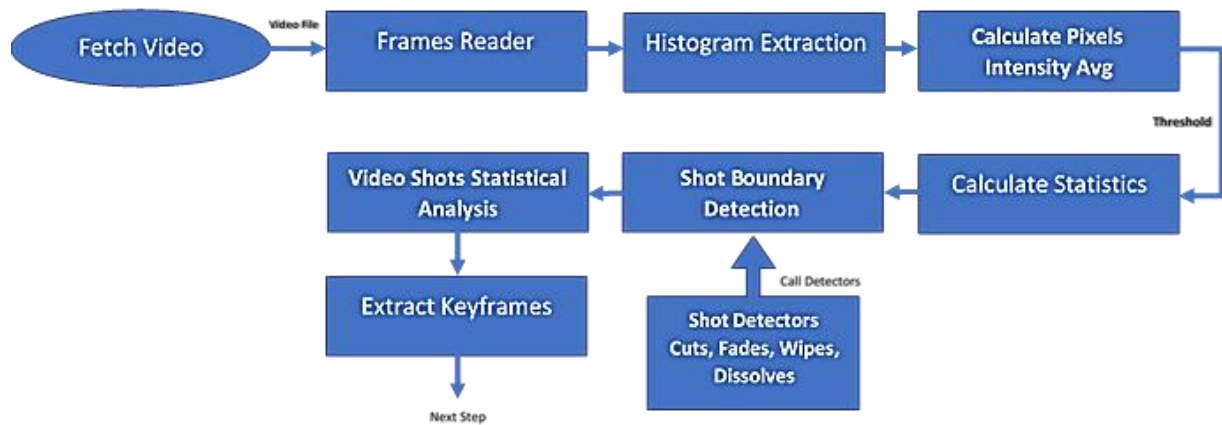 Fetch Video
Video File
Frames Reader
Histogram Extraction
Calculate Pixels
Intensity Avg
Threshold
Calculate Statistics
Shot Boundary
Detection
Video Shots Statistical
Analysis
Call Detectors
Shot Detectors
Cuts, Fades, Wipes,
Dissolves
Extract Keyframes
Next Step